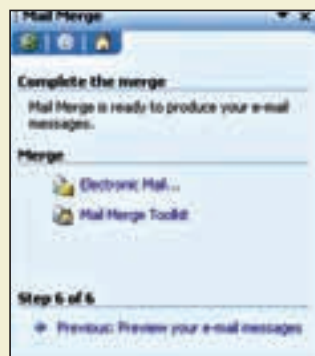 Mail Merge
Complete the merge
Mail Merge is ready to produce your e-mail
messages.
Merge
Electronic Mail...
Mail Merge Toolkit
Step 6 of 6
Previous: Preview your e-mail messages